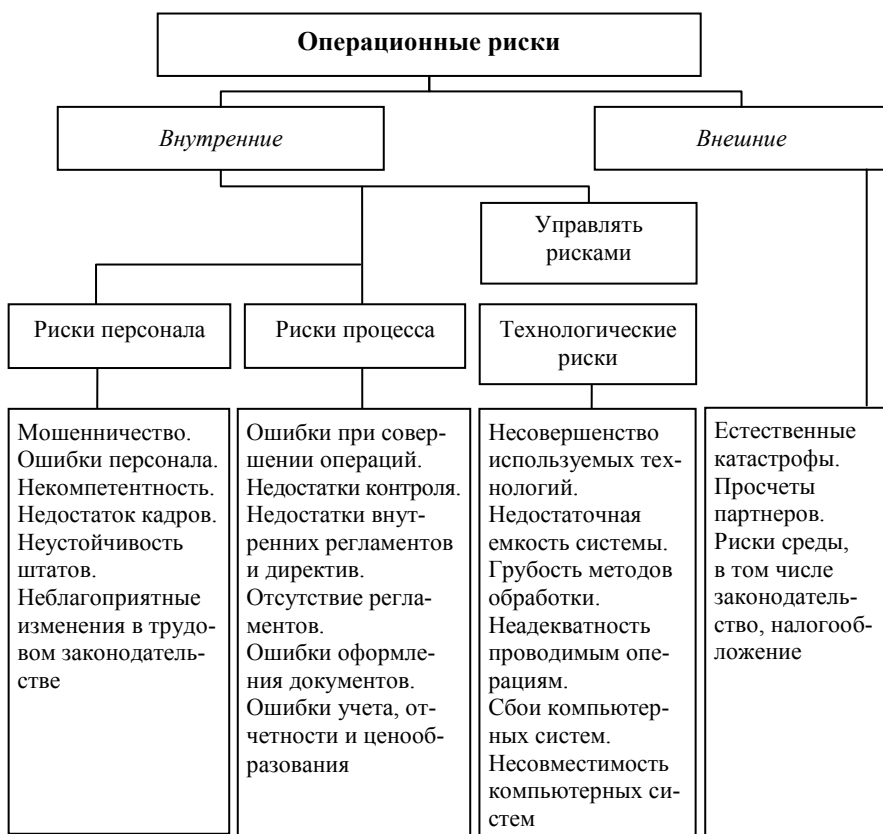 Операционные риски
Внутренние
Внешние
Управлять
рисками
Риски персонала
Риски процесса
Технологические
риски
Мошенничество.
Ошибки персонала.
Некомпетентность.
Недостаток кадров.
Неустойчивость
штатов.
Неблагоприятные
изменения в трудо-
вом законодатель-
стве
Ошибки при совер-
шении операций.
Недостатки контроля.
Недостатки внут-
ренних регламентов
и директив.
Отсутствие регла-
ментов.
Ошибки оформле-
ния документов.
Ошибки учета, от-
четности и ценооб-
разования
Несовершенство
используемых тех-
нологий.
Недостаточная
емкость системы.
Грубость методов
обработки.
Неадекватность
проводимым опе-
рациям.
Сбои компьютер-
ных систем.
Несовместимость
компьютерных си-
стем
Естественные
катастрофы.
Просчеты
партнеров.
Риски среды,
в том числе
законодатель-
ство, налогооб-
ложение